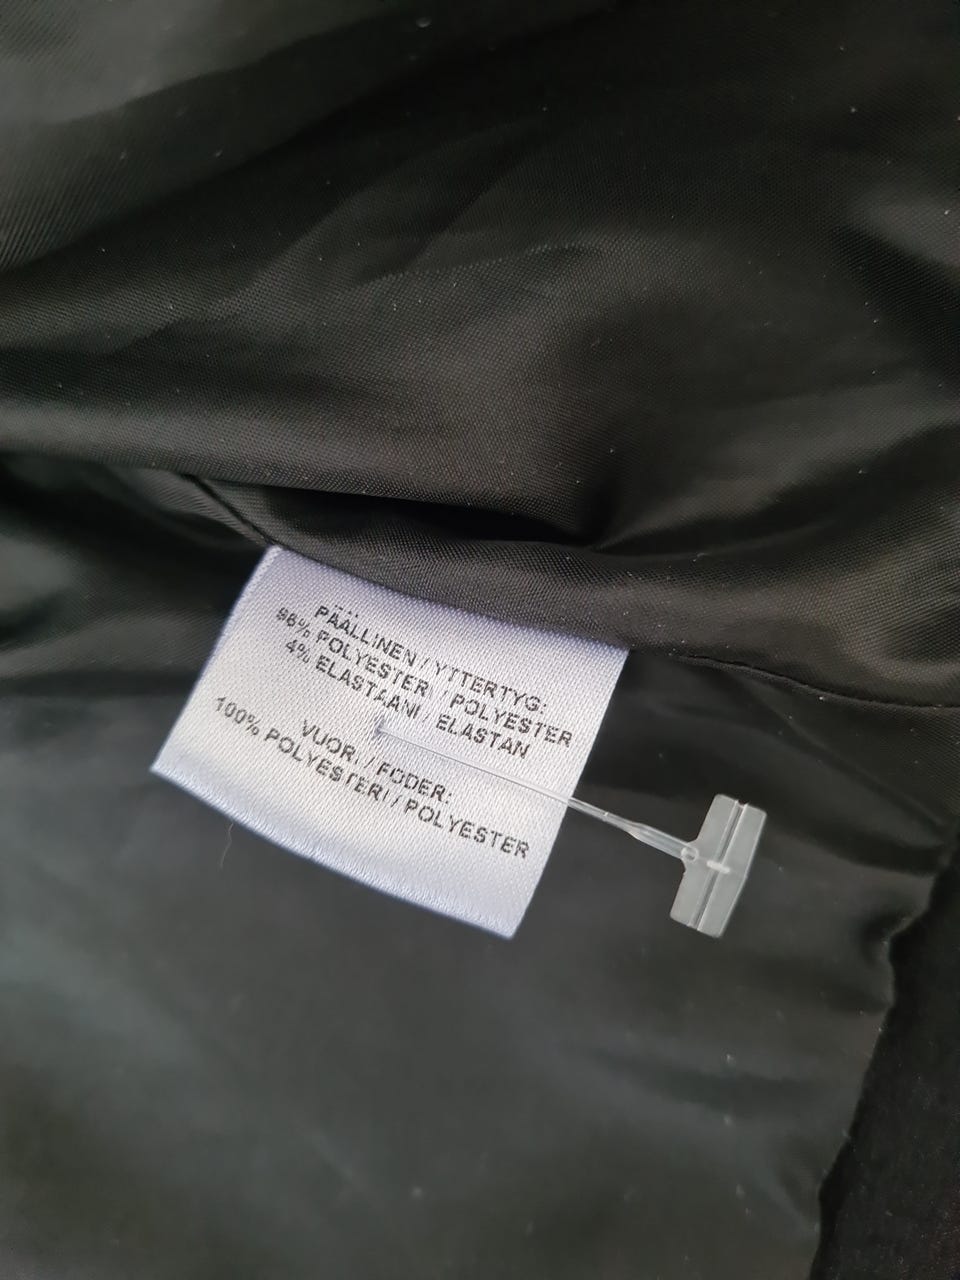 PÄÄLLINEN / YTTERTYG:
96% POLYESTERI / POLYESTER
4% ELASTAANI / ELASTAN
VUORI / FODER:
100% POLYESTERI / POLYESTER